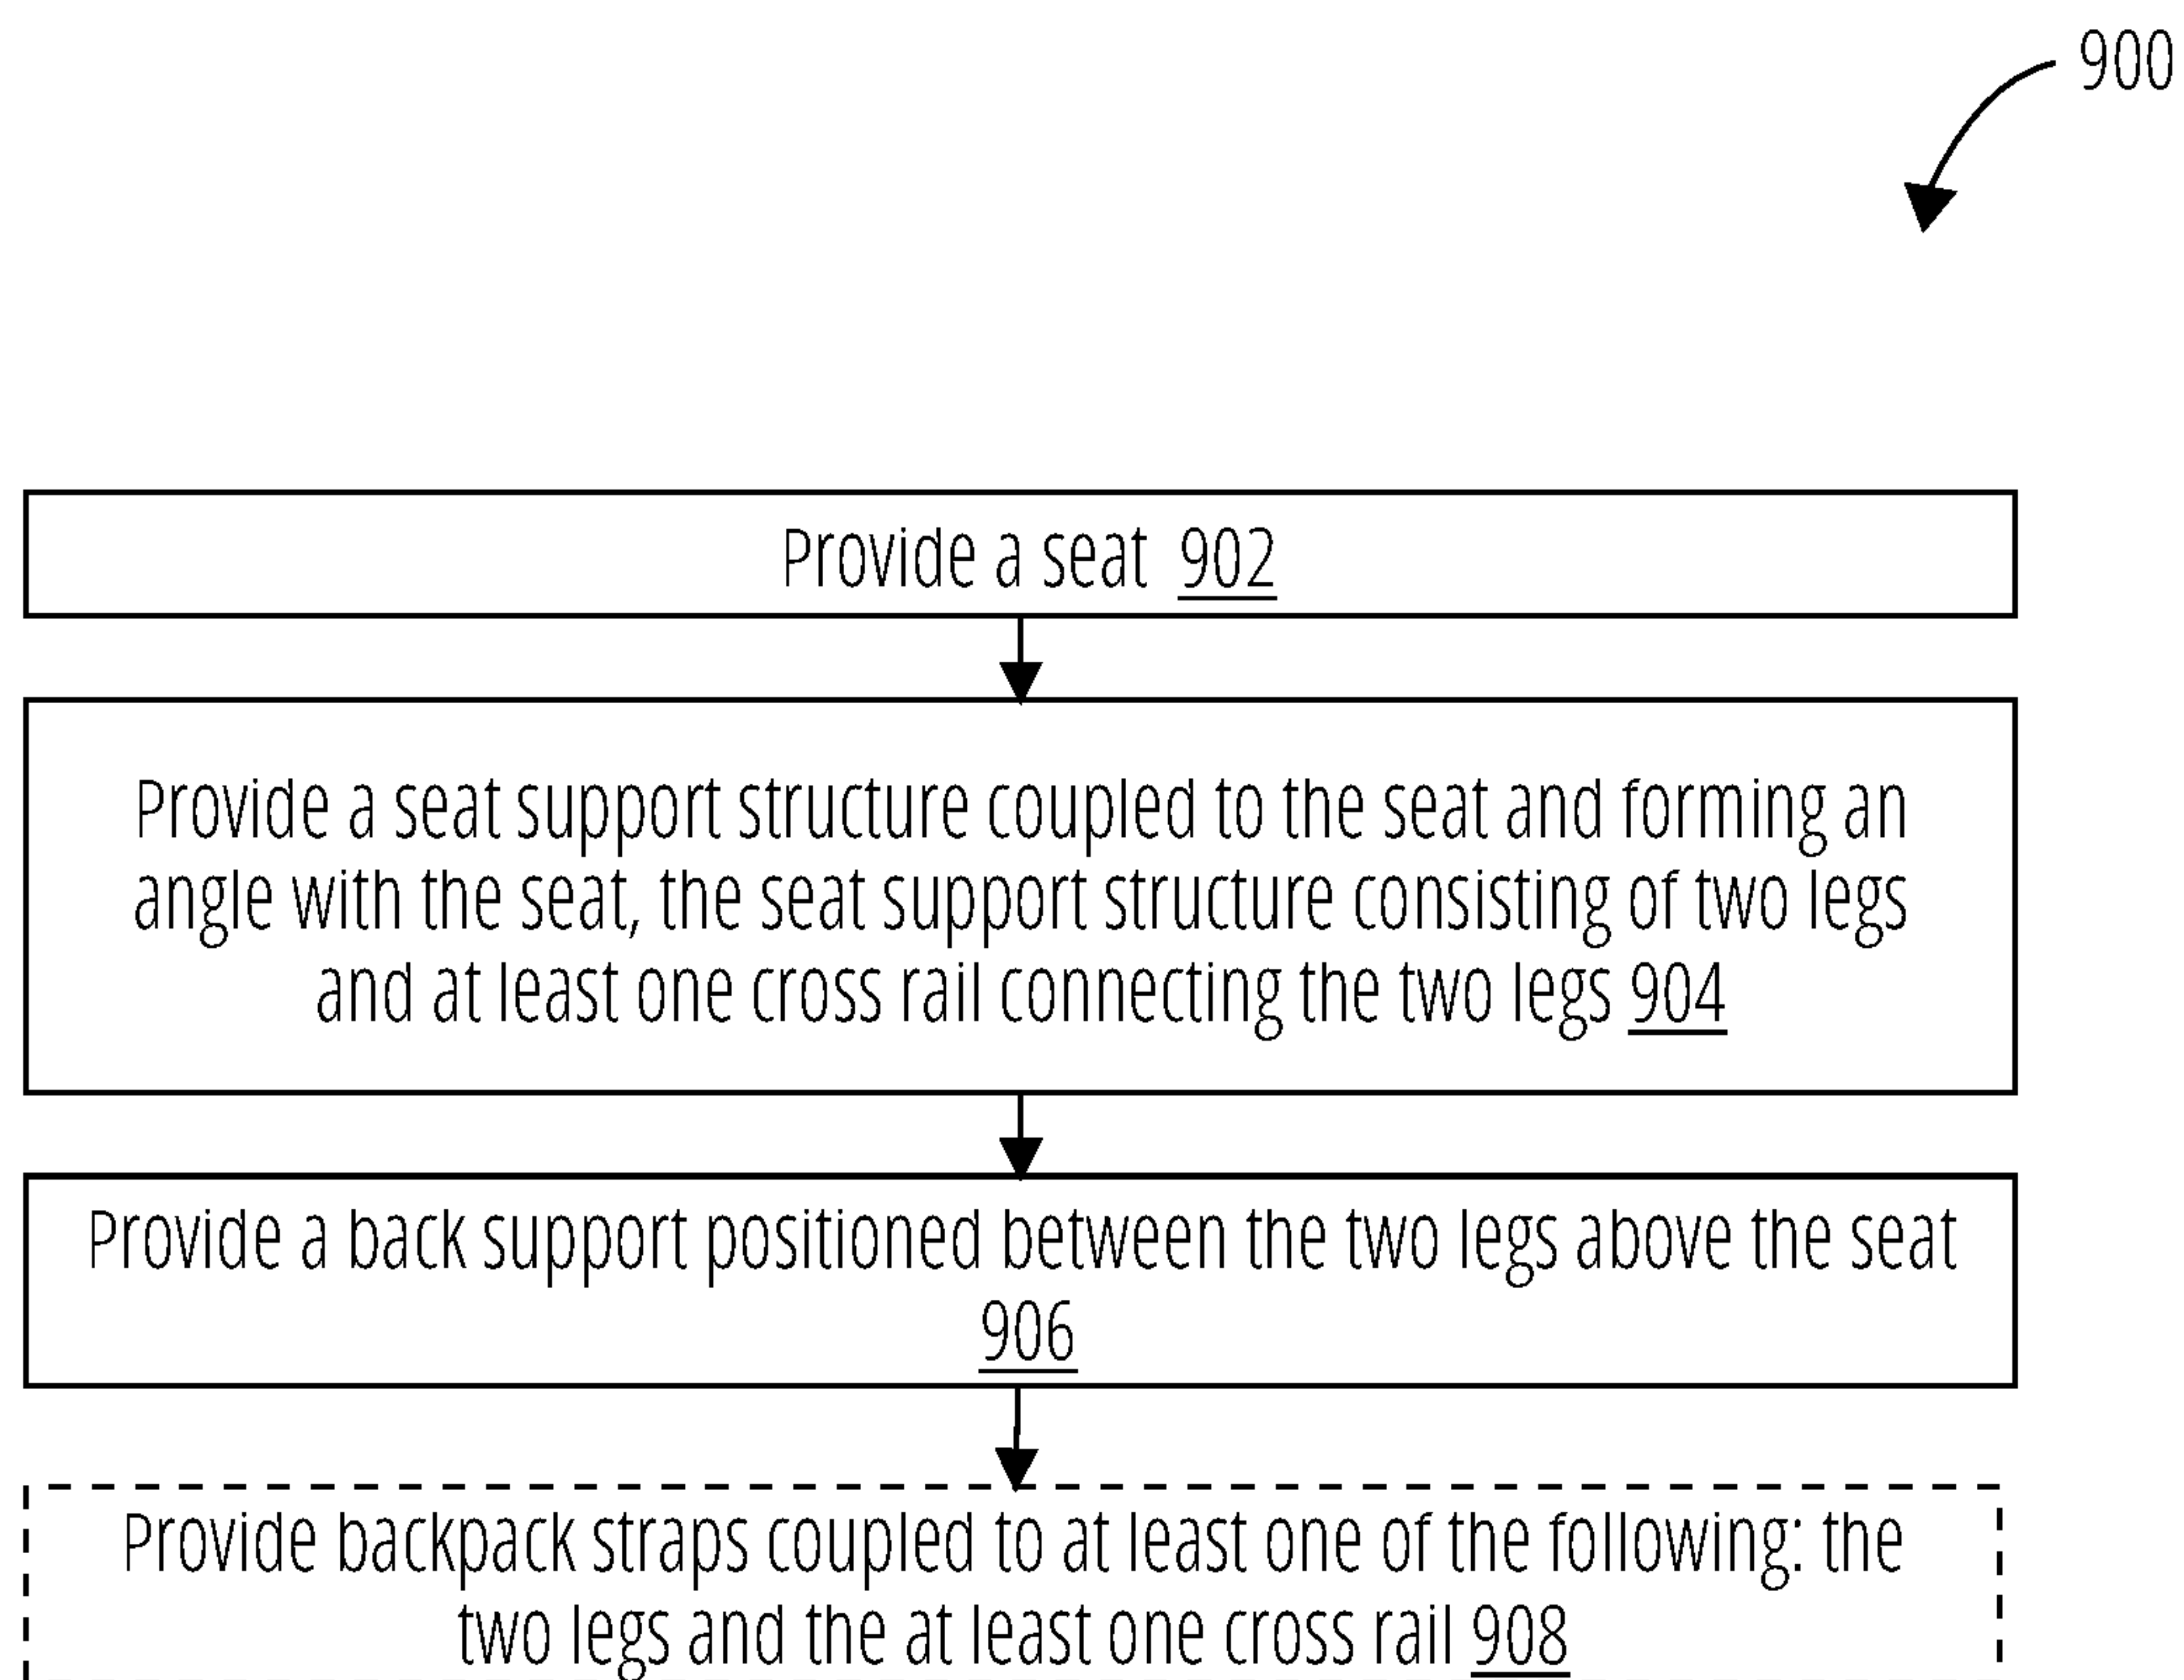 900
Provide a seat 902
Provide a seat support structure coupled to the seat and forming an
angle with the seat, the seat support structure consisting of two legs
and at least one cross rail connecting the two legs 904
Provide a back support positioned between the two legs above the seat
906
Provide backpack straps coupled to at least one of the following: the
two legs and the at least one cross rail 908